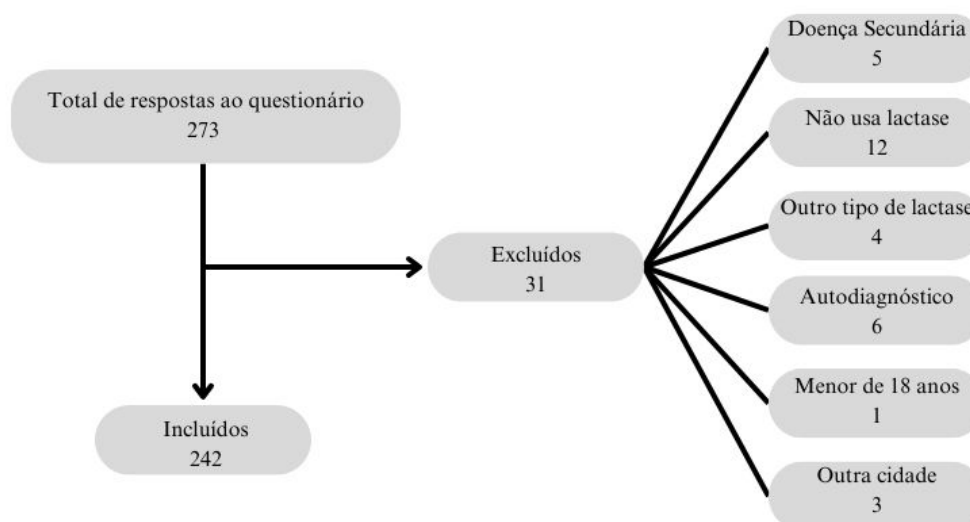 Total de respostas ao questionário
273
Incluídos
242
Excluídos
31
Doença Secundária
5
Não usa lactase
12
Outro tipo de lactase
4
Autodiagnóstico
6
Menor de 18 anos
1
Outra cidade
3